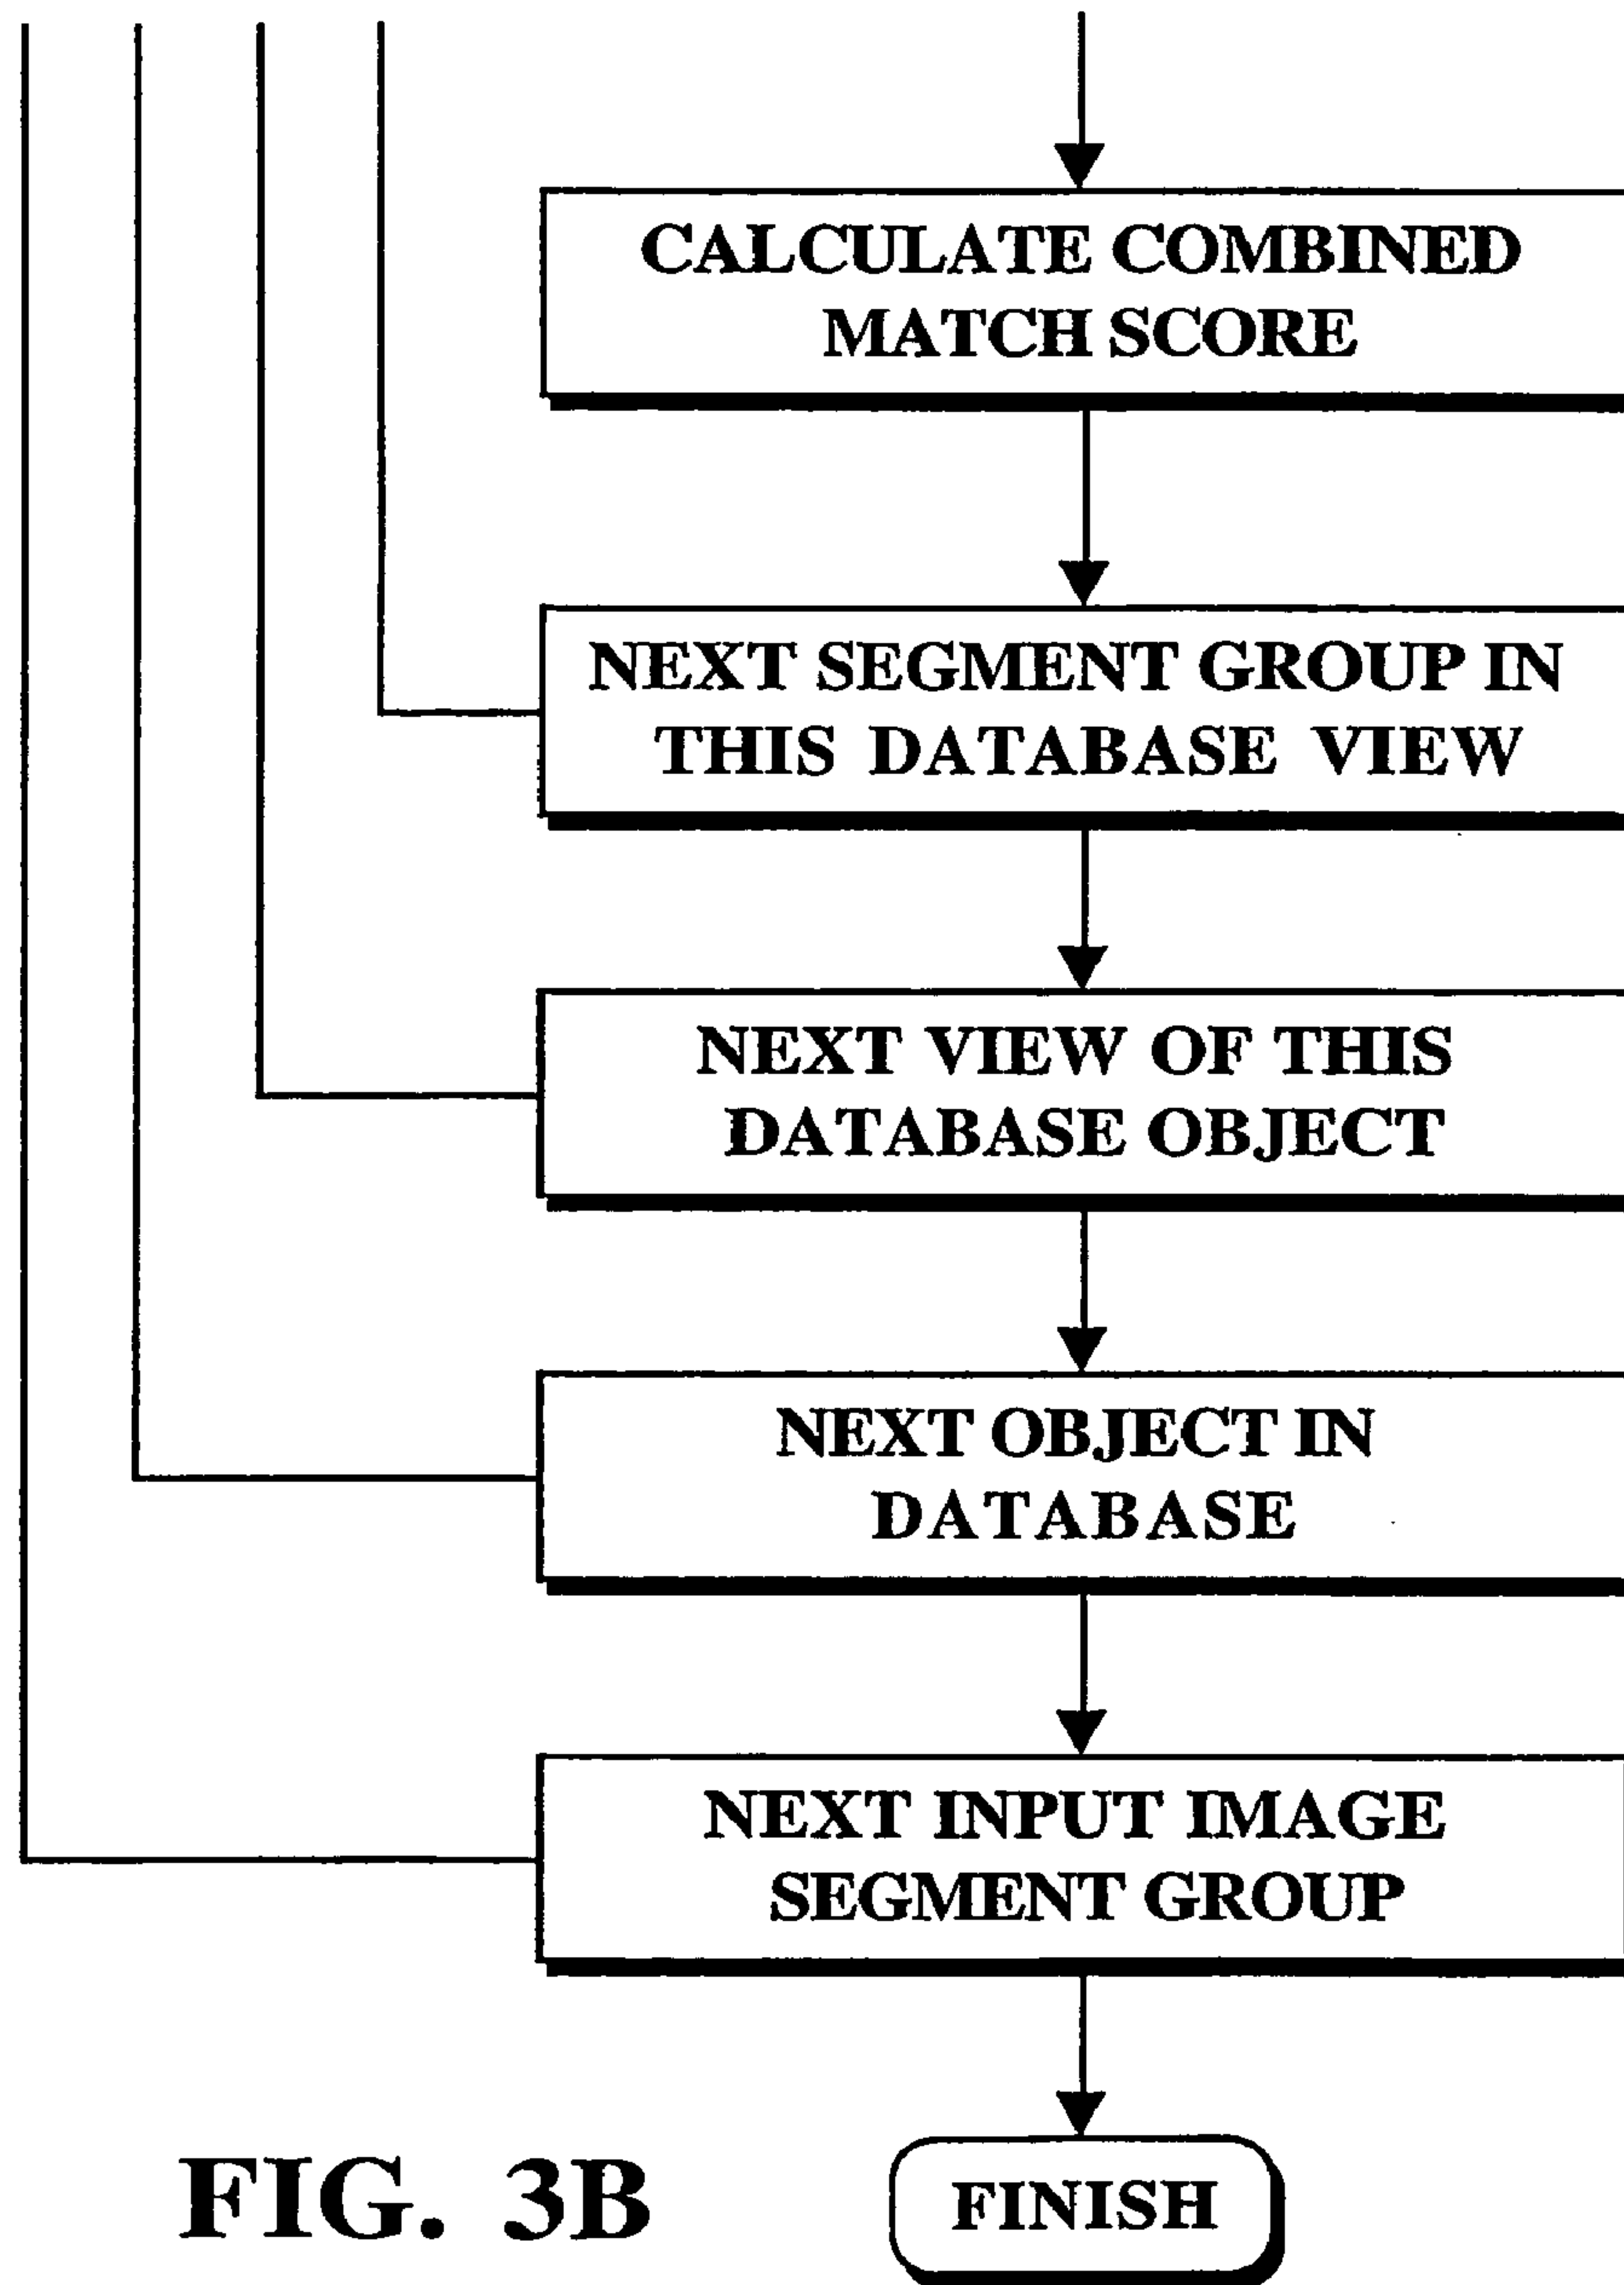 CALCULATE COMBINED
MATCH SCORE
NEXT SEGMENT GROUP IN
THIS DATABASE VIEW
NEXT VIEW OF THIS
DATABASE OBJECT
NEXT OBJECT IN
DATABASE
NEXT INPUT IMAGE
SEGMENT GROUP
FINISH
FIG. 3B